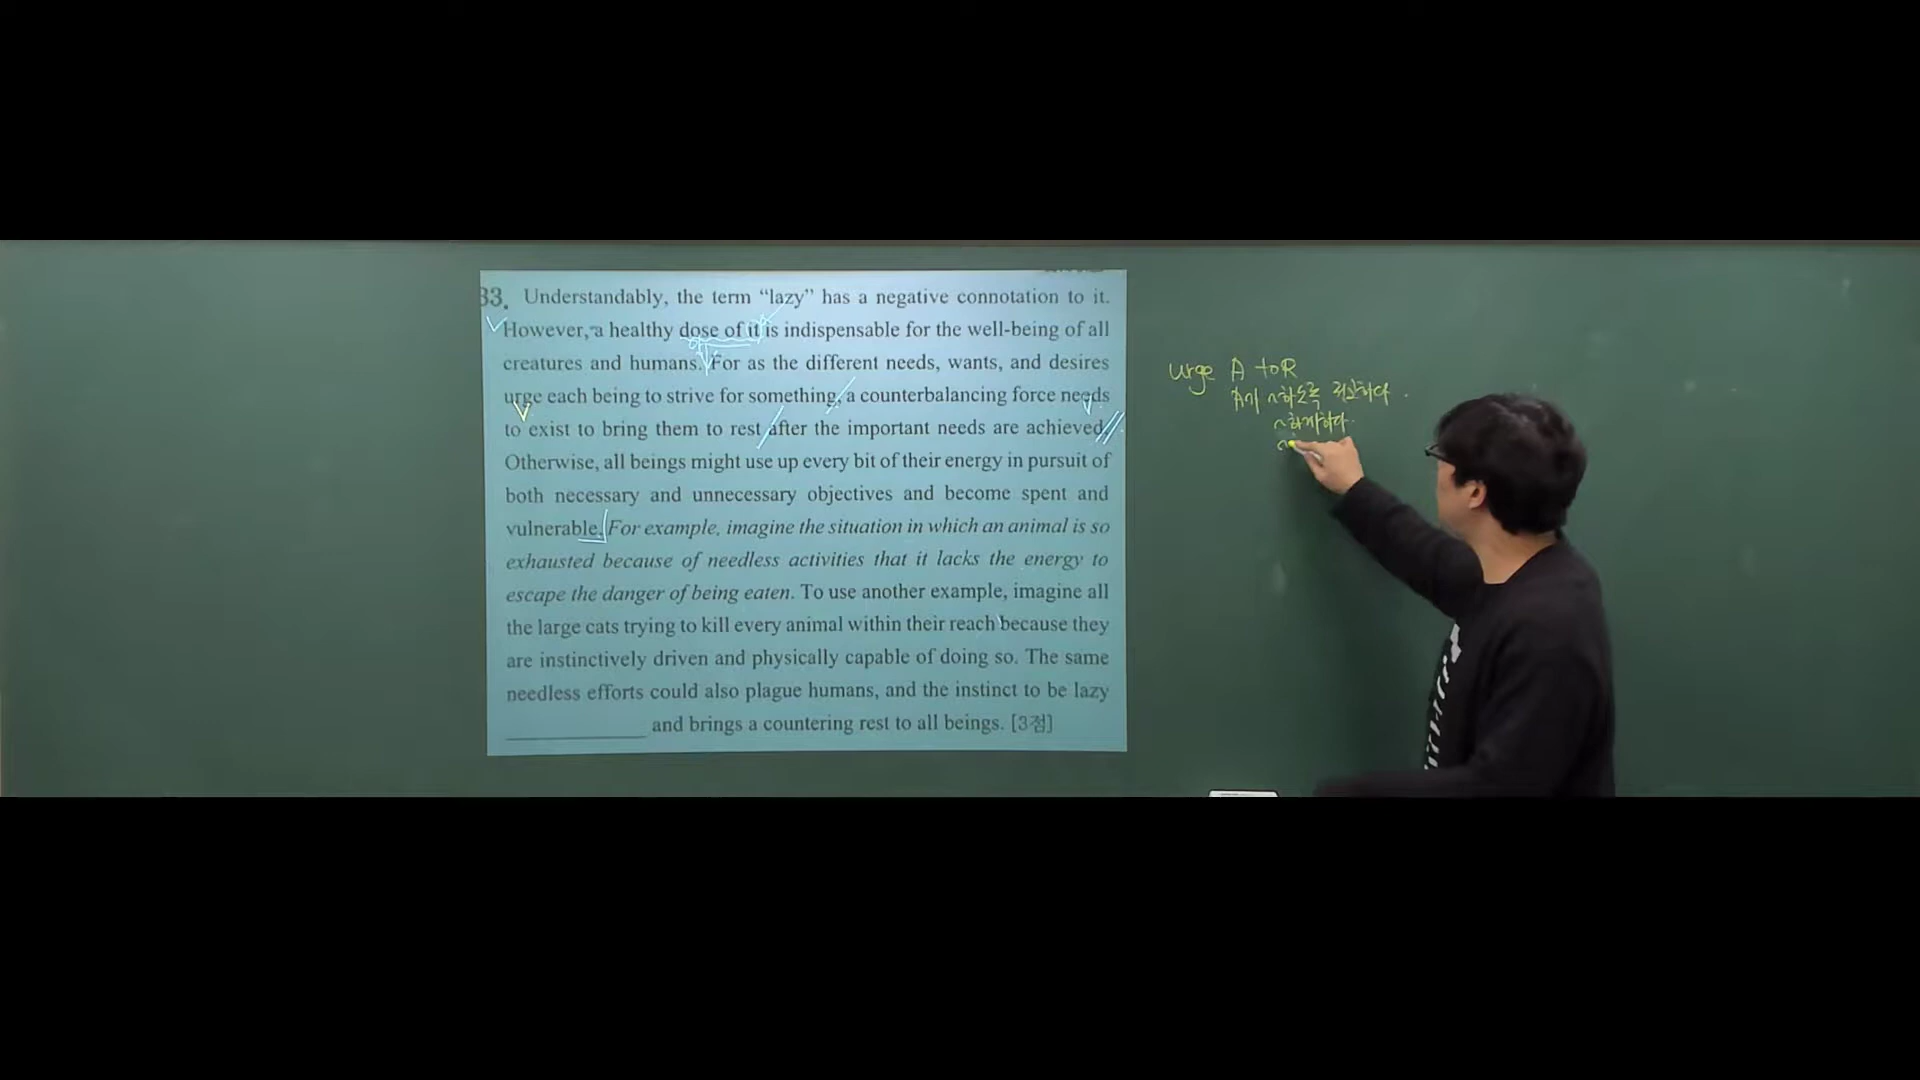 33. Understandably, the term “lazy” has a negative connotation to it.
However, a healthy dose of it is indispensable for the well-being of all
creatures and humans. For as the different needs, wants, and desires
urge each being to strive for something, a counterbalancing force needs
to exist to bring them to rest after the important needs are achieved.
Otherwise, all beings might use up every bit of their energy in pursuit of
both necessary and unnecessary objectives and become spent and
vulnerable. For example, imagine the situation in which an animal is so
exhausted because of needless activities that it lacks the energy to
escape the danger of being eaten. To use another example, imagine all
the large cats trying to kill every animal within their reach because they
are instinctively driven and physically capable of doing so. The same
needless efforts could also plague humans, and the instinct to be lazy
__________ and brings a countering rest to all beings. [3점]
urge A to R
A가 ~하도록 촉구하다.
~하게하다.
~